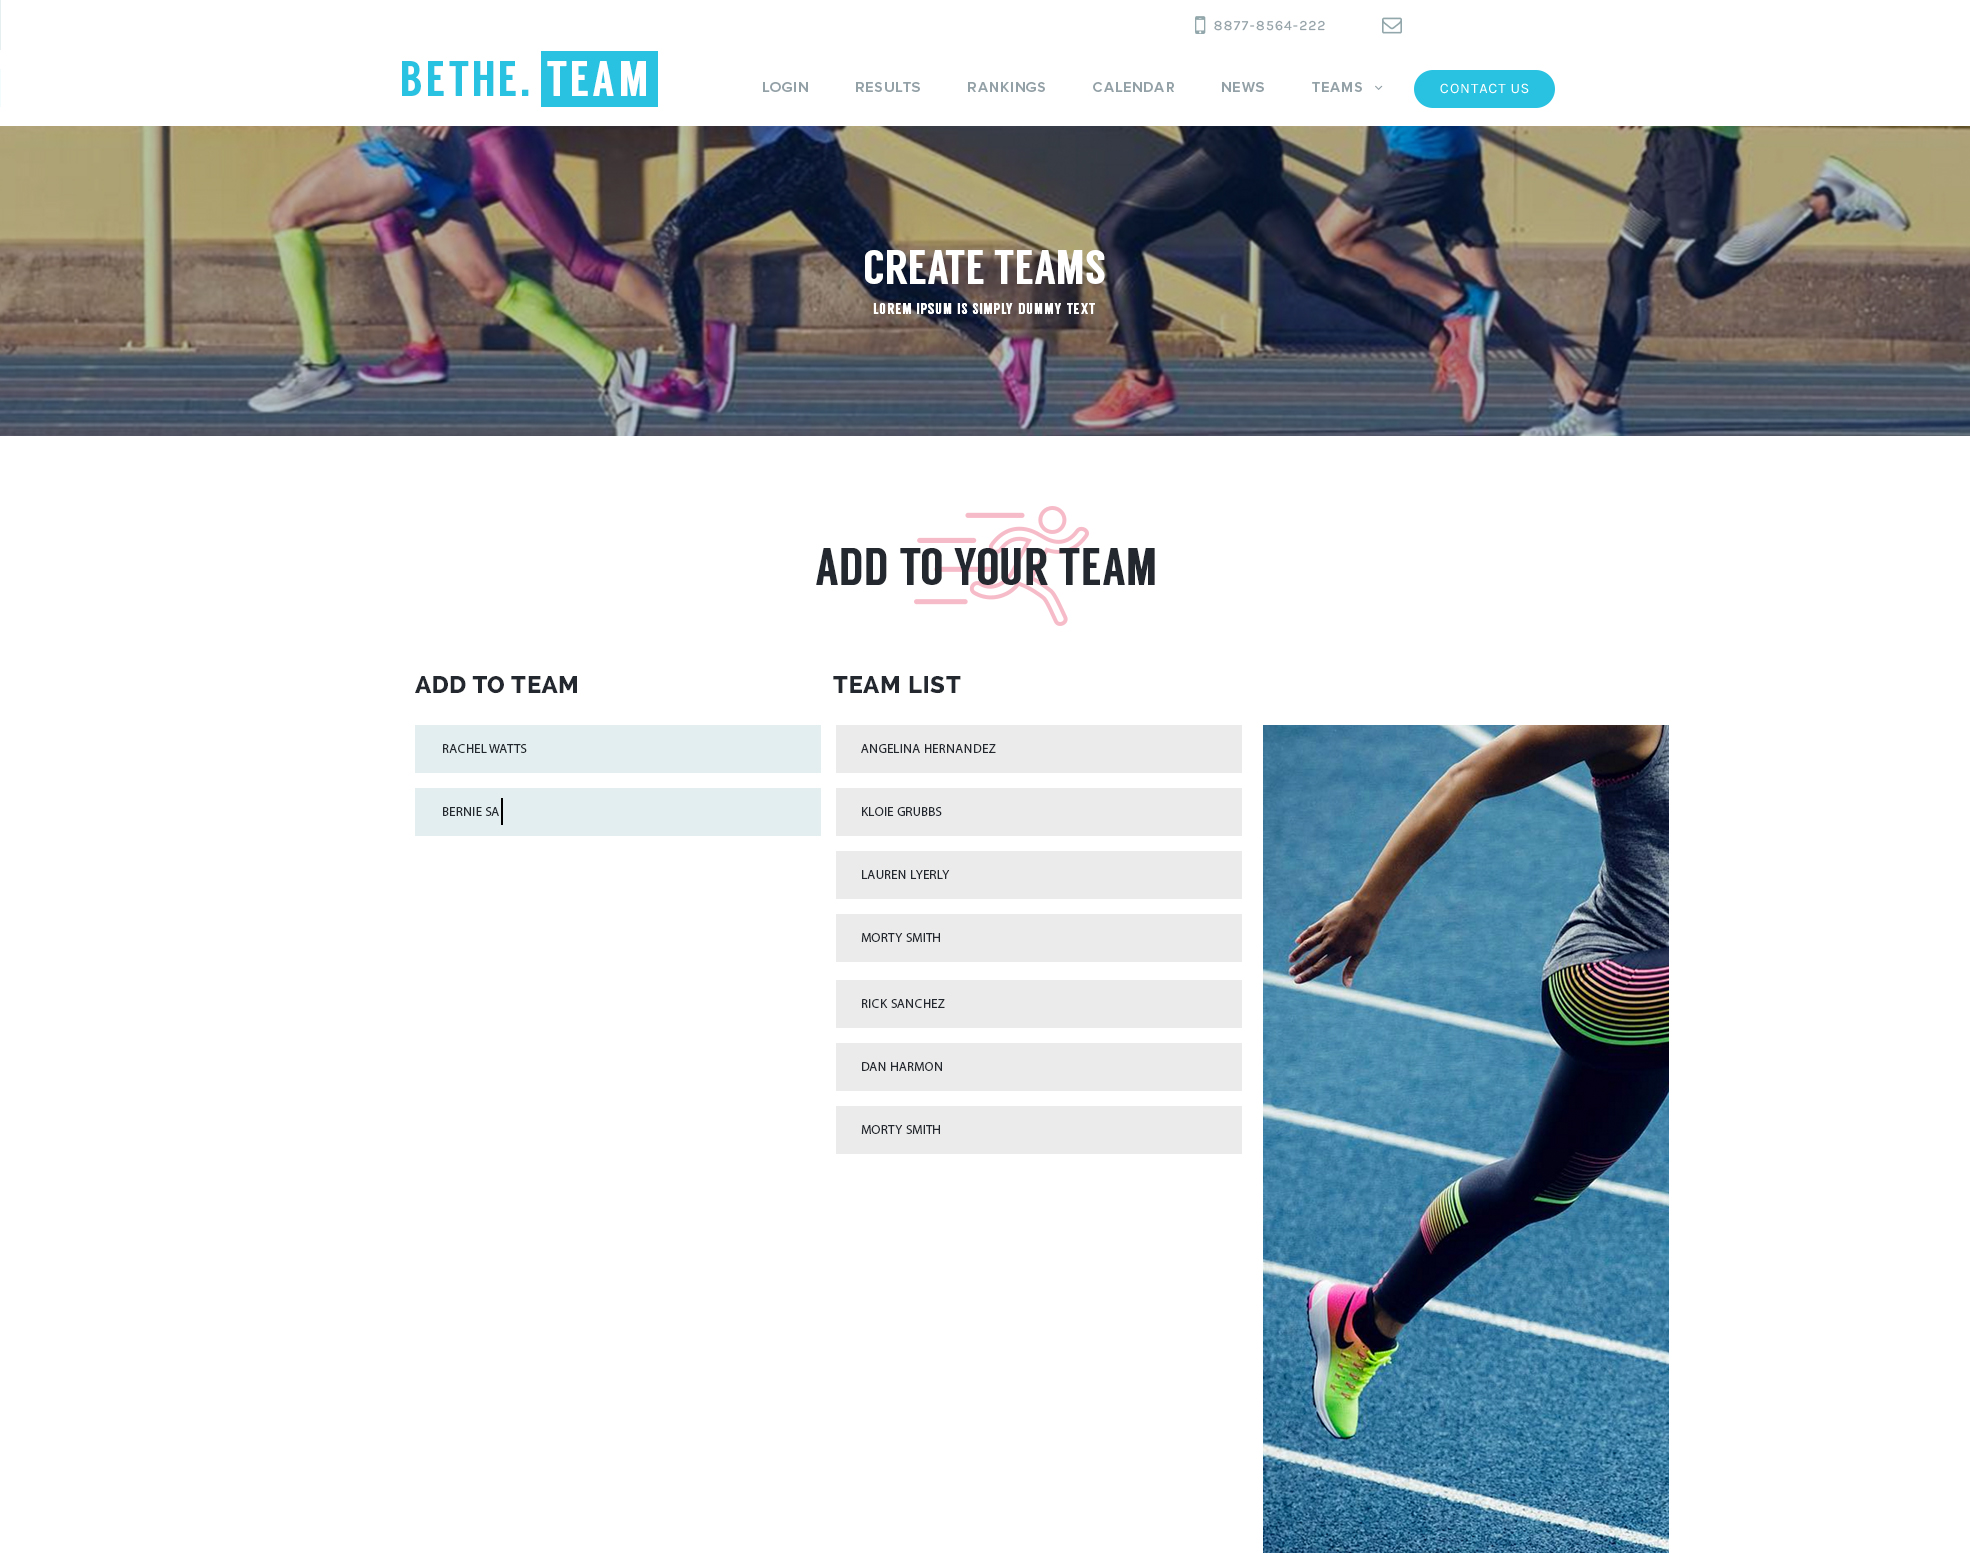 8877-8564-222
BETHE. TEAM
LOGIN RESULTS RANKINGS CALENDAR NEWS TEAMS CONTACT US
CREATE TEAMS
LOREM IPSUM IS SIMPLY DUMMY TEXT
ADD TO YOUR TEAM
ADD TO TEAM
RACHEL WATTS
BERNIE SA
TEAM LIST
ANGELINA HERNANDEZ
KLOIE GRUBBS
LAUREN LYERLY
MORTY SMITH
RICK SANCHEZ
DAN HARMON
MORTY SMITH